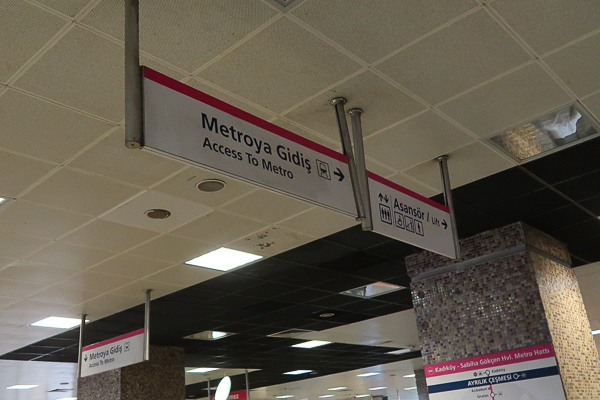 Metroya Gidiş
Access To Metro
Asansör / Lift
Metroya Gidiş
Access To Metro
Kadıköy - Sabiha Gökçen Hvl. Metro Hattı
AYRILIK ÇEŞMESİ
Kadıköy